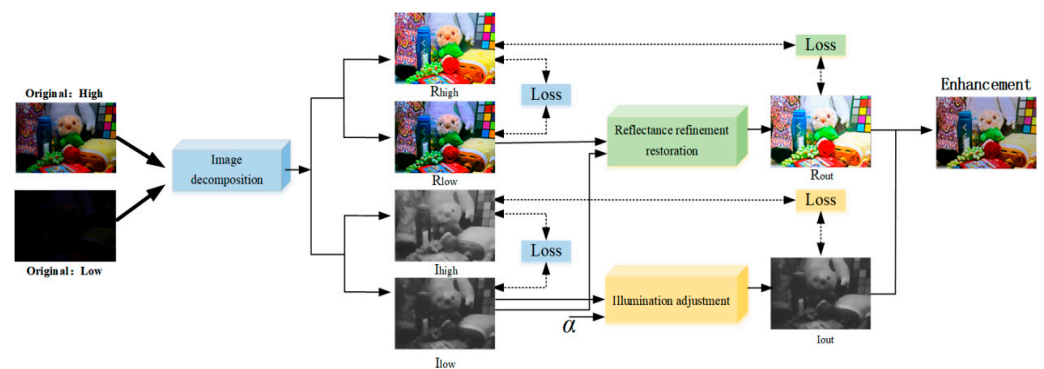 Original: High
Image
decomposition
Original: Low
Rhigh
Loss
Rlow
Ihigh
Loss
Ilow
α
Reflectance refinement
restoration
Illumination adjustment
Loss
Rout
Loss
Iout
Enhancement